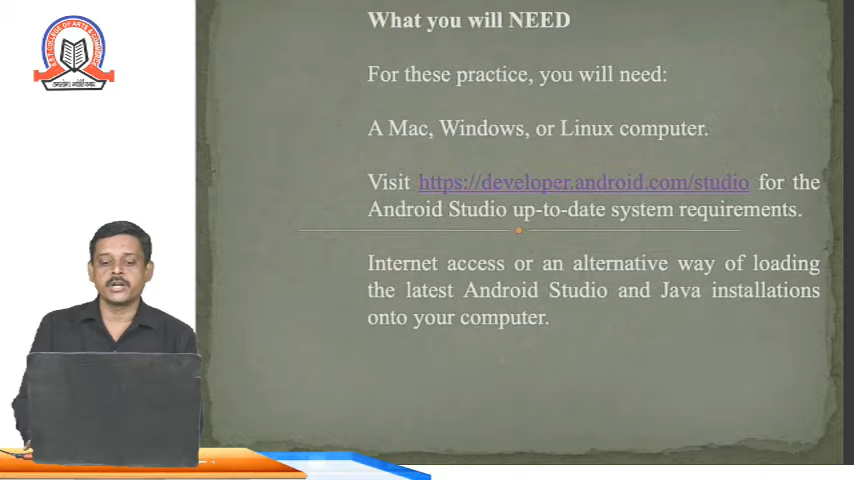 What you will NEED
For these practice, you will need:
A Mac, Windows, or Linux computer.
Visit https://developer.android.com/studio for the
Android Studio up-to-date system requirements.
Internet access or an alternative way of loading
the latest Android Studio and Java installations
onto your computer.